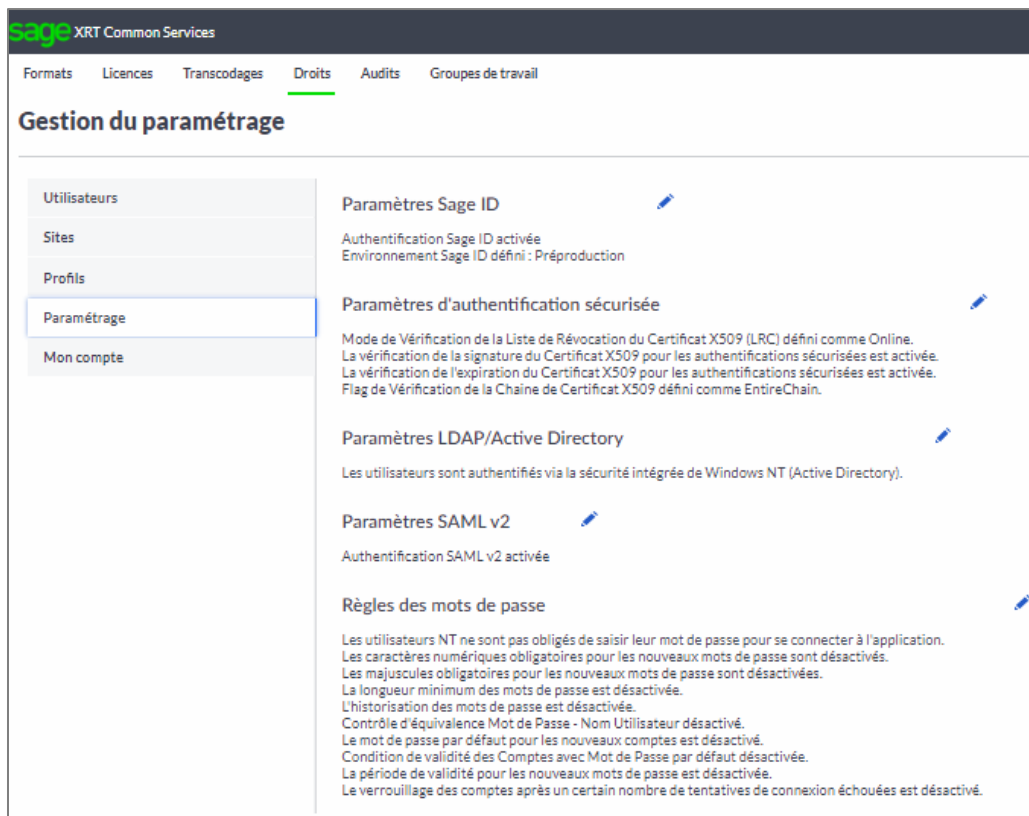 sage XRT Common Services
Formats Licences Transcodages Droits Audits Groupes de travail
Gestion du paramétrage
Utilisateurs
Sites
Profils
Paramétrage
Mon compte
Paramètres Sage ID
Authentification Sage ID activée
Environnement Sage ID défini : Préproduction
Paramètres d'authentification sécurisée
Mode de Vérification de la Liste de Révocation du Certificat X509 (LRC) défini comme Online.
La vérification de la signature du Certificat X509 pour les authentifications sécurisées est activée.
La vérification de l'expiration du Certificat X509 pour les authentifications sécurisées est activée.
Flag de Vérification de la Chaine de Certificat X509 défini comme EntireChain.
Paramètres LDAP/Active Directory
Les utilisateurs sont authentifiés via la sécurité intégrée de Windows NT (Active Directory).
Paramètres SAML v2
Authentification SAML v2 activée
Règles des mots de passe
Les utilisateurs NT ne sont pas obligés de saisir leur mot de passe pour se connecter à l'application.
Les caractères numériques obligatoires pour les nouveaux mots de passe sont désactivés.
Les majuscules obligatoires pour les nouveaux mots de passe sont désactivées.
La longueur minimum des mots de passe est désactivée.
L'historisation des mots de passe est désactivée.
Contrôle d'équivalence Mot de Passe - Nom Utilisateur désactivé.
Le mot de passe par défaut pour les nouveaux comptes est désactivé.
Condition de validité des Comptes avec Mot de Passe par défaut désactivée.
La période de validité pour les nouveaux mots de passe est désactivée.
Le verrouillage des comptes après un certain nombre de tentatives de connexion échouées est désactivé.